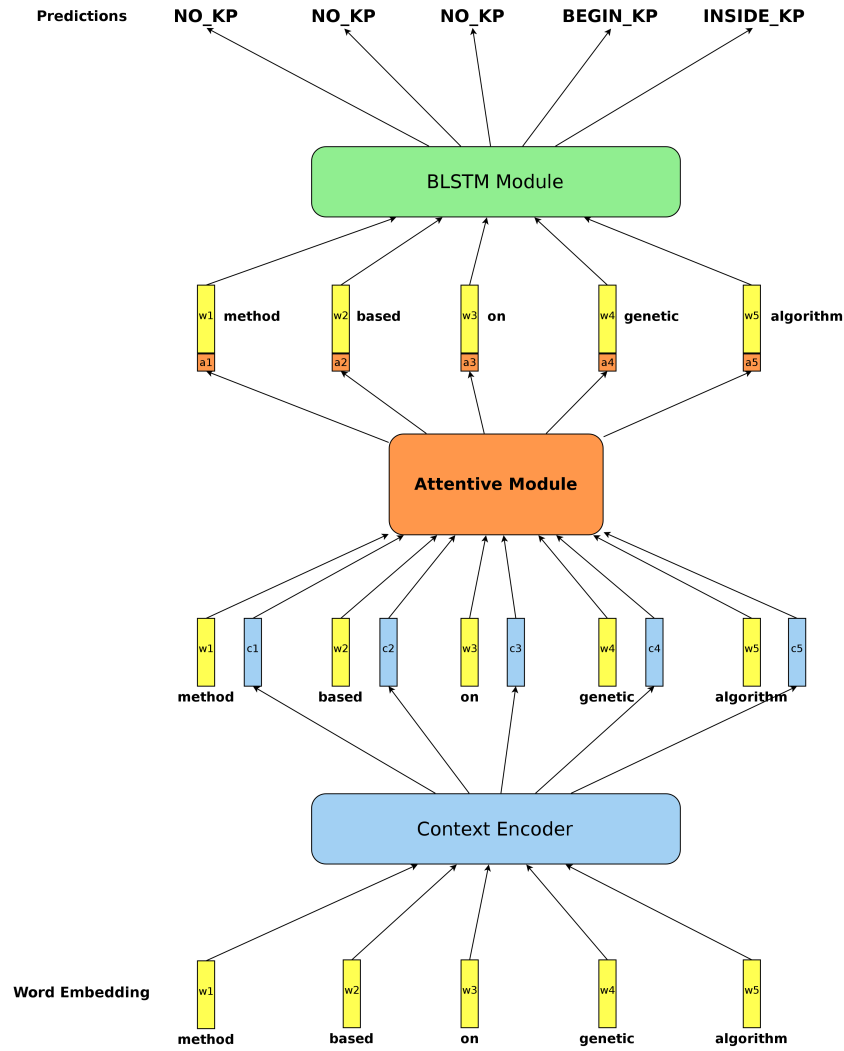 Predictions NO_KP NO_KP NO_KP BEGIN_KP INSIDE_KP
BLSTM Module
w1 method w2 based w3 on w4 genetic w5 algorithm
a1 a2 a3 a4 a5
Attentive Module
w1 c1 w2 c2 w3 c3 w4 c4 w5 c5
method based on genetic algorithm
Context Encoder
Word Embedding w1 w2 w3 w4 w5
method based on genetic algorithm